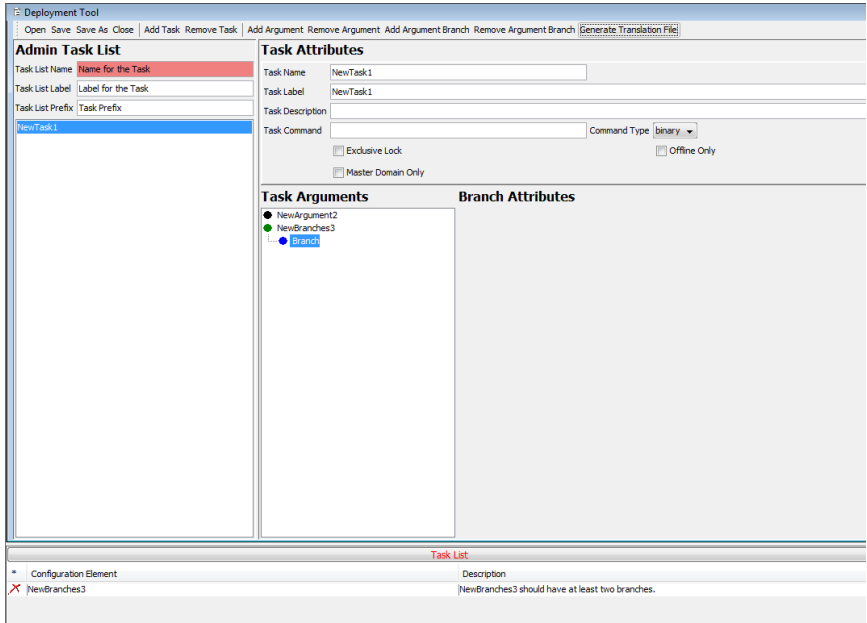 Deployment Tool
Open Save Save As Close Add Task Remove Task Add Argument Remove Argument Add Argument Branch Remove Argument Branch Generate Translation File
Admin Task List
Task List Name Name for the Task
Task List Label Label for the Task
Task List Prefix Task Prefix
NewTask1
Task Attributes
Task Name NewTask1
Task Label NewTask1
Task Description
Task Command Command Type binary
Exclusive Lock Offline Only
Master Domain Only
Task Arguments
NewArgument2
NewBranches3
Branch
Branch Attributes
Task List
* Configuration Element Description
NewBranches3 NewBranches3 should have at least two branches.